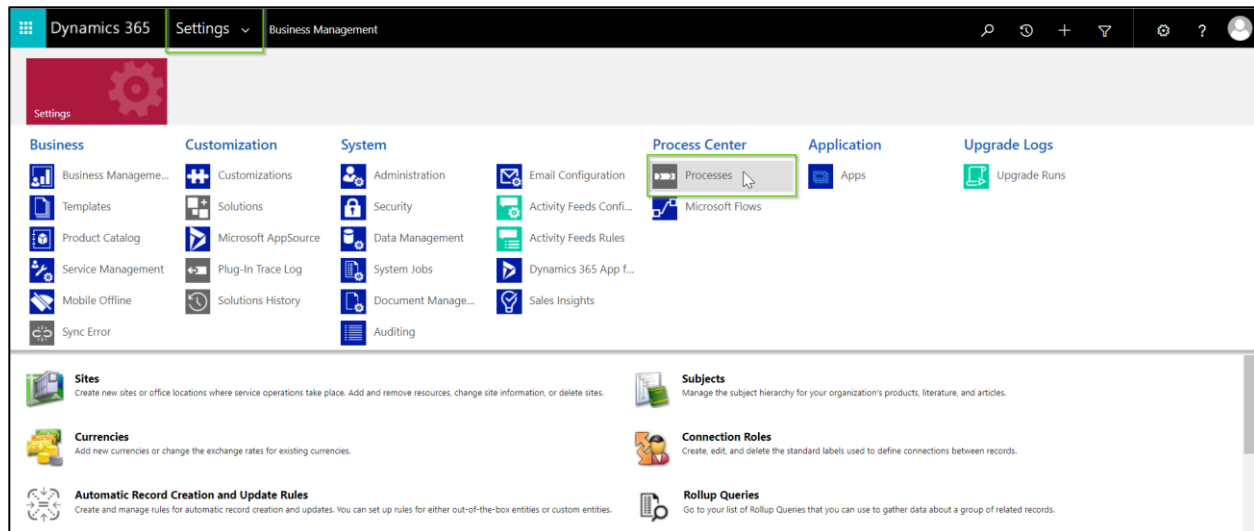 Dynamics 365 Settings Business Management ?
Settings
Business Customization System Process Center Application Upgrade Logs
Business Manageme... Customizations Administration Email Configuration Processes Apps Upgrade Runs
Templates Solutions Security Activity Feeds Confi... Microsoft Flows
Product Catalog Microsoft AppSource Data Management Activity Feeds Rules
Service Management Plug-In Trace Log System Jobs Dynamics 365 App f...
Mobile Offline Solutions History Document Manage... Sales Insights
Sync Error Auditing
Sites Subjects
Create new sites or office locations where service operations take place. Add and remove resources, change site information, or delete sites. Manage the subject hierarchy for your organization's products, literature, and articles.
Currencies Connection Roles
Add new currencies or change the exchange rates for existing currencies. Create, edit, and delete the standard labels used to define connections between records.
Automatic Record Creation and Update Rules Rollup Queries
Create and manage rules for automatic record creation and updates. You can set up rules for either out-of-the-box entities or custom entities. Go to your list of Rollup Queries that you can use to gather data about a group of related records.